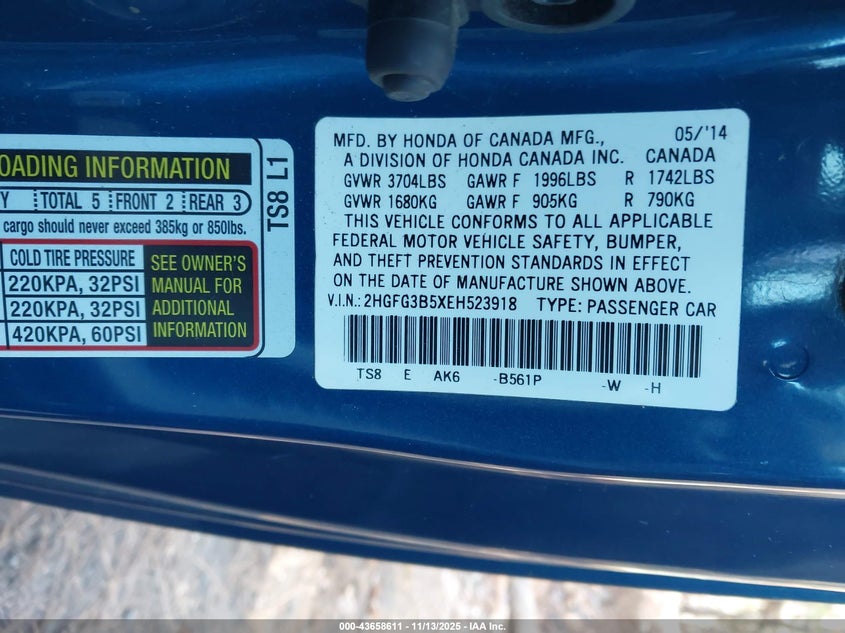 OADING INFORMATION
Y TOTAL 5 FRONT 2 REAR 3
cargo should never exceed 385kg or 850lbs.
COLD TIRE PRESSURE
220KPA, 32PSI
220KPA, 32PSI
420KPA, 60PSI
SEE OWNER'S
MANUAL FOR
ADDITIONAL
INFORMATION
TS8 L1
MFD. BY HONDA OF CANADA MFG., 05/'14
A DIVISION OF HONDA CANADA INC. CANADA
GVWR 3704LBS GAWR F 1996LBS R 1742LBS
GVWR 1680KG GAWR F 905KG R 790KG
THIS VEHICLE CONFORMS TO ALL APPLICABLE
FEDERAL MOTOR VEHICLE SAFETY, BUMPER,
AND THEFT PREVENTION STANDARDS IN EFFECT
ON THE DATE OF MANUFACTURE SHOWN ABOVE.
V.I.N.: 2HGFG3B5XEH523918 TYPE: PASSENGER CAR
TS8 E AK6 -B561P -W -H
000-43658611 - 11/13/2025 - IAA Inc.